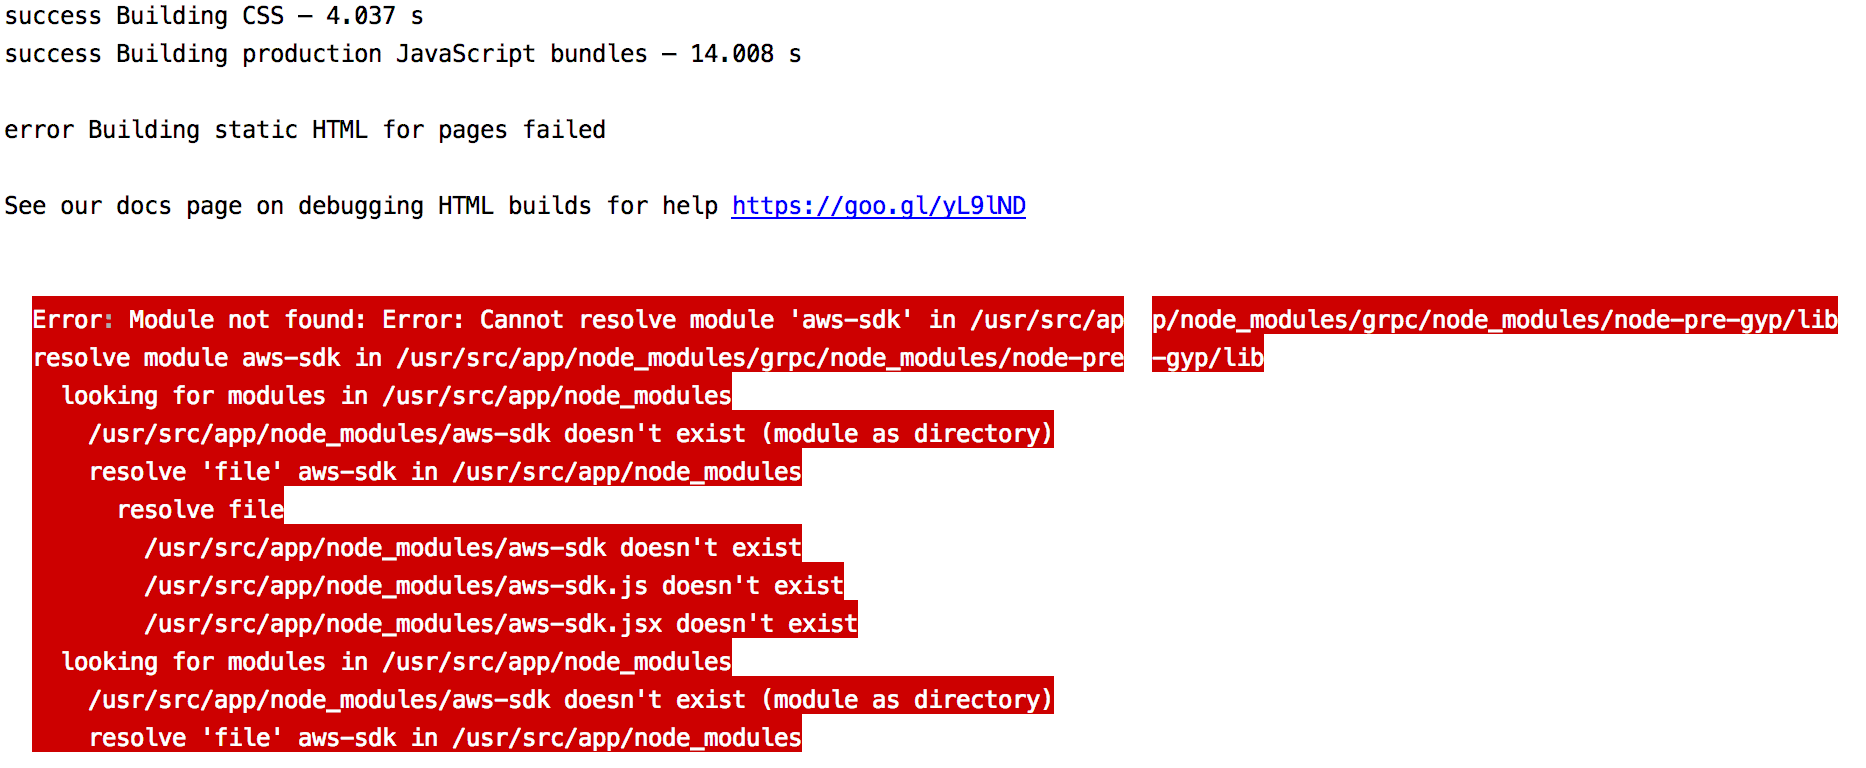 success Building CSS — 4.037 s
success Building production JavaScript bundles — 14.008 s
error Building static HTML for pages failed
See our docs page on debugging HTML builds for help https://goo.gl/yL9lND
Error: Module not found: Error: Cannot resolve module 'aws-sdk' in /usr/src/ap  p/node_modules/grpc/node_modules/node-pre-gyp/lib
resolve module aws-sdk in /usr/src/app/node_modules/grpc/node_modules/node-pre  -gyp/lib
looking for modules in /usr/src/app/node_modules
/usr/src/app/node_modules/aws-sdk doesn't exist (module as directory)
resolve 'file' aws-sdk in /usr/src/app/node_modules
resolve file
/usr/src/app/node_modules/aws-sdk doesn't exist
/usr/src/app/node_modules/aws-sdk.js doesn't exist
/usr/src/app/node_modules/aws-sdk.jsx doesn't exist
looking for modules in /usr/src/app/node_modules
/usr/src/app/node_modules/aws-sdk doesn't exist (module as directory)
resolve 'file' aws-sdk in /usr/src/app/node_modules